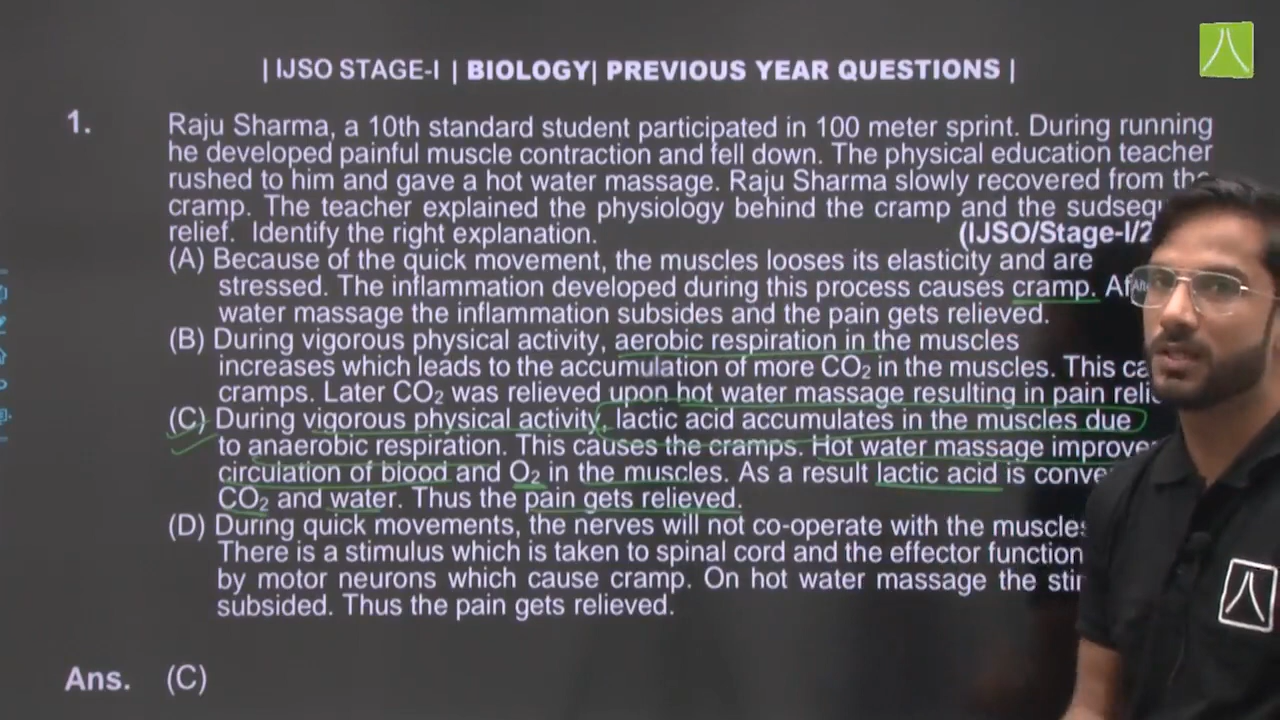 | IJSO STAGE-I | BIOLOGY| PREVIOUS YEAR QUESTIONS |
1. Raju Sharma, a 10th standard student participated in 100 meter sprint. During running
he developed painful muscle contraction and fell down. The physical education teacher
rushed to him and gave a hot water massage. Raju Sharma slowly recovered from the
cramp. The teacher explained the physiology behind the cramp and the
relief. Identify the right explanation. (IJSO/Stage-I/2
(A) Because of the quick movement, the muscles looses its elasticity and are
stressed. The inflammation developed during this process causes cramp.
water massage the inflammation subsides and the pain gets relieved.
(B) During vigorous physical activity, aerobic respiration in the muscles
increases which leads to the accumulation of more CO₂ in the muscles. This
cramps. Later CO₂ was relieved upon hot water massage resulting in pain
(C) During vigorous physical activity, lactic acid accumulates in the muscles due
to anaerobic respiration. This causes the cramps. Hot water massage
circulation of blood and O₂ in the muscles. As a result lactic acid is
CO₂ and water. Thus the pain gets relieved.
(D) During quick movements, the nerves will not co-operate with the
There is a stimulus which is taken to spinal cord and the effector function
by motor neurons which cause cramp. On hot water massage the
subsided. Thus the pain gets relieved.
Ans. (C)